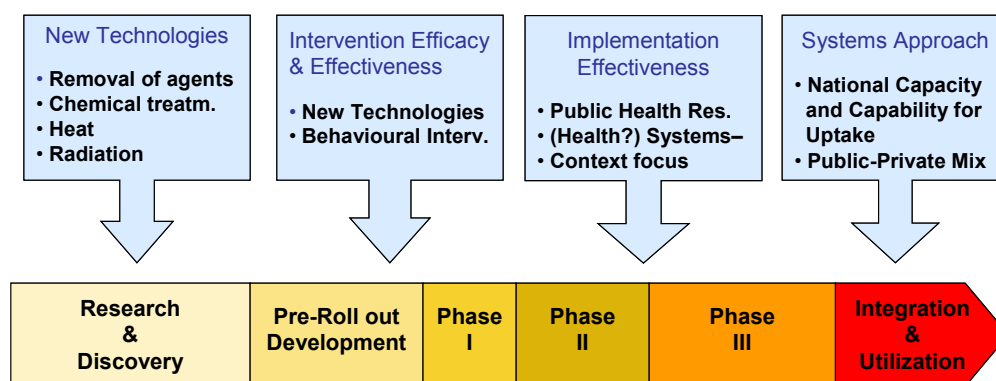 New Technologies
• Removal of agents
• Chemical treatm.
• Heat
• Radiation
Intervention Efficacy
& Effectiveness
• New Technologies
• Behavioural Interv.
Implementation
Effectiveness
• Public Health Res.
• (Health?) Systems–
• Context focus
Systems Approach
• National Capacity
and Capability for
Uptake
• Public-Private Mix
Research
&
Discovery
Pre-Roll out
Development
Phase
I
Phase
II
Phase
III
Integration
&
Utilization